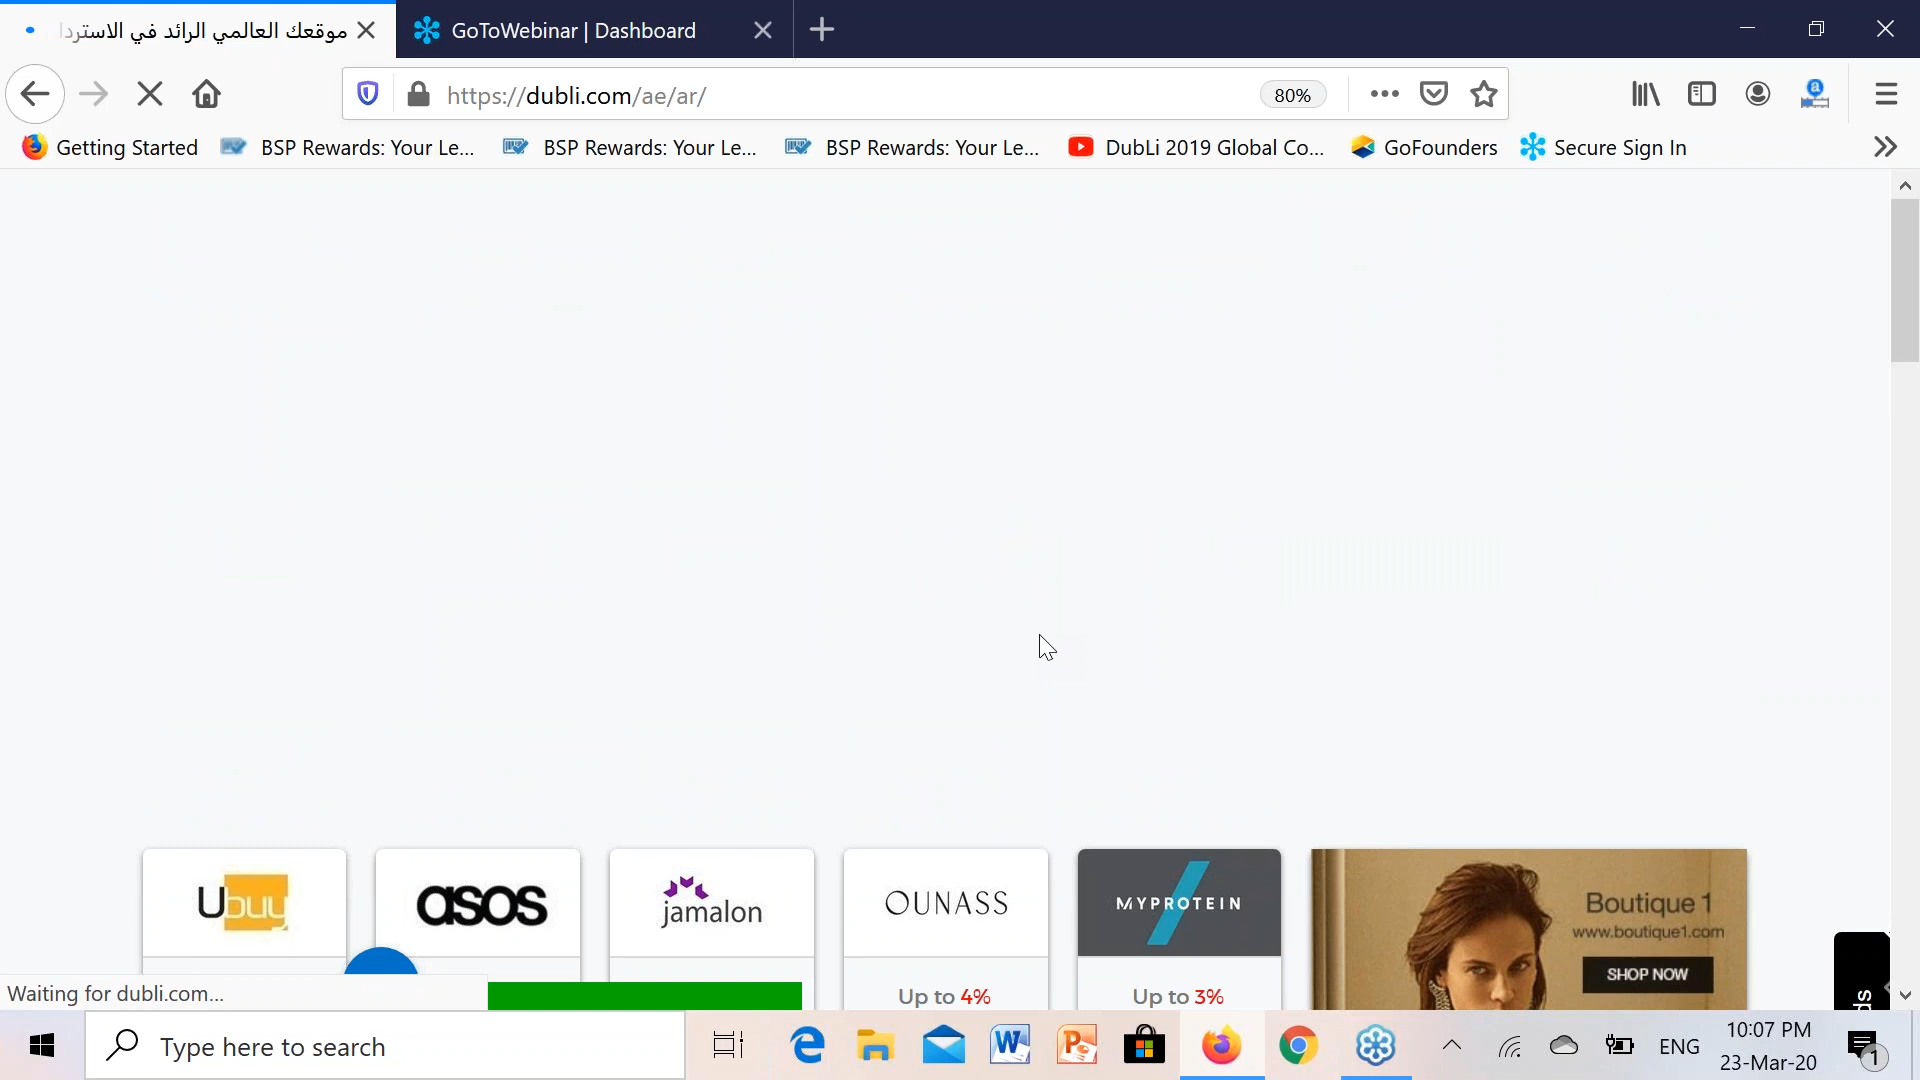 موقعك العالمي الرائد في الاستردا
GoToWebinar | Dashboard
https://dubli.com/ae/ar/
80%
Getting Started
BSP Rewards: Your Le...
BSP Rewards: Your Le...
BSP Rewards: Your Le...
DubLi 2019 Global Co...
GoFounders
Secure Sign In
Ubuy
asos
jamalon
OUNASS
MYPROTEIN
Boutique 1
www.boutique1.com
SHOP NOW
Up to 4%
Up to 3%
Waiting for dubli.com...
Type here to search
ENG
10:07 PM
23-Mar-20
1